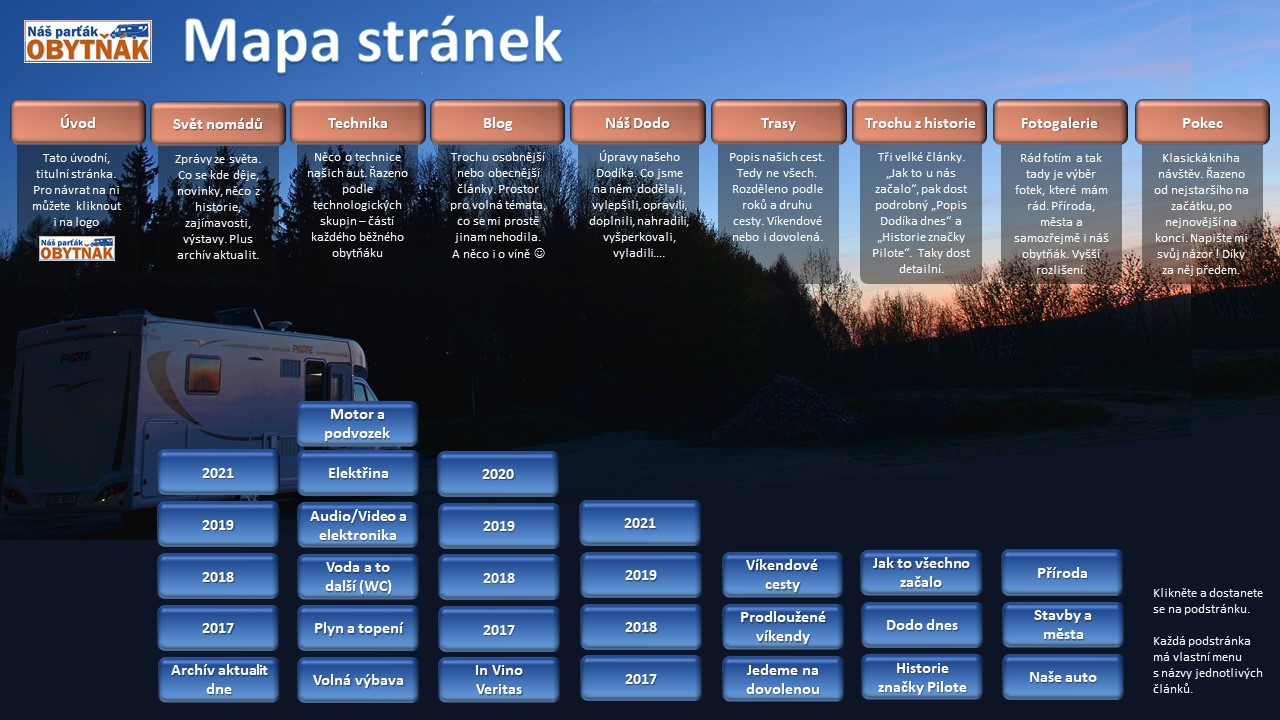 Náš parťák
OBYTŇÁK
Mapa stránek
Úvod
Tato úvodní,
titulní stránka.
Pro návrat na ni
můžete kliknout
i na logo
Náš parťák
OBYTŇÁK
Svět nomádů
Zprávy ze světa.
Co se kde děje,
novinky, něco z
historie,
zajímavosti,
výstavy. Plus
archív aktualit.
Technika
Něco o technice
našich aut. Řazeno
podle
technologických
skupin – částí
každého běžného
obytňáku
Blog
Trochu osobnější
nebo obecnější
články. Prostor
pro volná témata,
co se mi prostě
jinam nehodila.
A něco i o víně ☺
Náš Dodo
Úpravy našeho
Dodíka. Co jsme
na něm dodělali,
vylepšili, opravili,
doplnili, nahradili,
vyšperkovali,
vyladili….
Trasy
Popis našich cest.
Tedy ne všech.
Rozděleno podle
roků a druhu
cesty. Víkendové
nebo i dovolená.
Trochu z historie
Tři velké články.
„Jak to u nás
začalo“, pak dost
podrobný „Popis
Dodíka dnes“ a
„Historie značky
Pilote“. Taky dost
detailní.
Fotogalerie
Rád fotím a tak
tady je výběr
fotek, které mám
rád. Příroda,
města a
samozřejmě i náš
obytňák. Vyšší
rozlišení.
Pokec
Klasická kniha
návštěv. Řazeno
od nejstaršího na
začátku, po
nejnovější na
konci. Napište mi
svůj názor ! Díky
za něj předem.
PILOTE
PILOTE
2021
2019
2018
2017
Archív aktualit
dne
Motor a
podvozek
Elektřina
Audio/Video a
elektronika
Voda a to
další (WC)
Plyn a topení
Volná výbava
2020
2019
2018
2017
In Vino
Veritas
2021
2019
2018
2017
Víkendové
cesty
Prodloužené
víkendy
Jedeme na
dovolenou
Jak to všechno
začalo
Dodo dnes
Historie
značky Pilote
Příroda
Stavby a
města
Naše auto
Klikněte a dostanete
se na podstránku.
Každá podstránka
má vlastní menu
s názvy jednotlivých
článků.